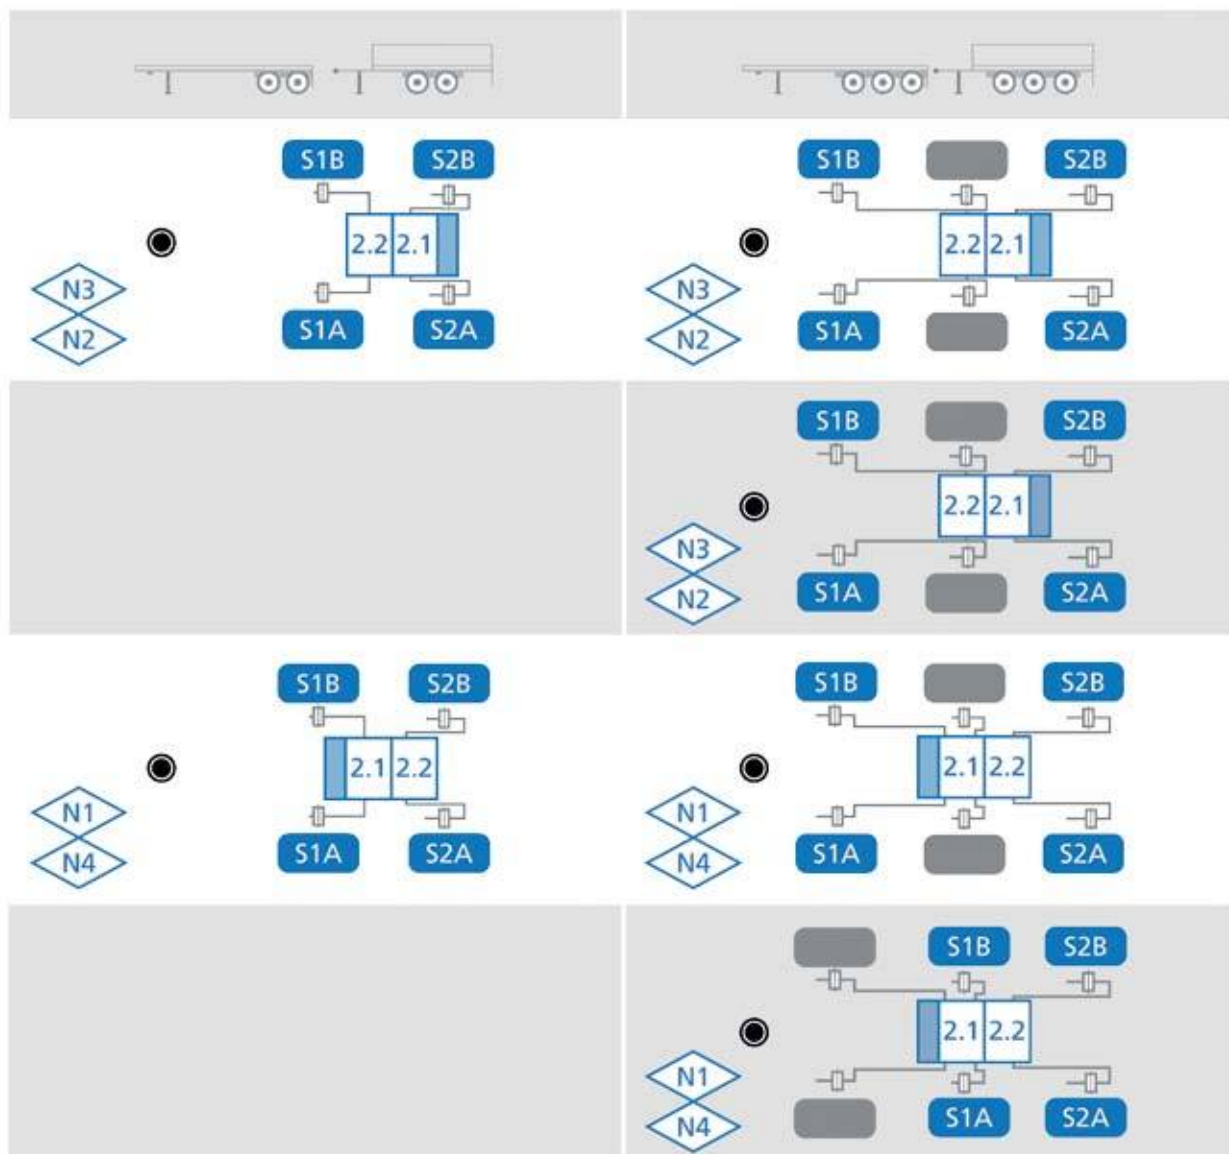 S1B S2B S1B S2B
2.2 2.1 2.2 2.1
N3 N3
N2 S1A S2A N2 S1A S2A
S1B S2B
2.2 2.1
N3
N2 S1A S2A
S1B S2B S1B S2B
2.1 2.2 2.1 2.2
N1 N1
N4 S1A S2A N4 S1A S2A
S1B S2B
2.1 2.2
N1
N4 S1A S2A